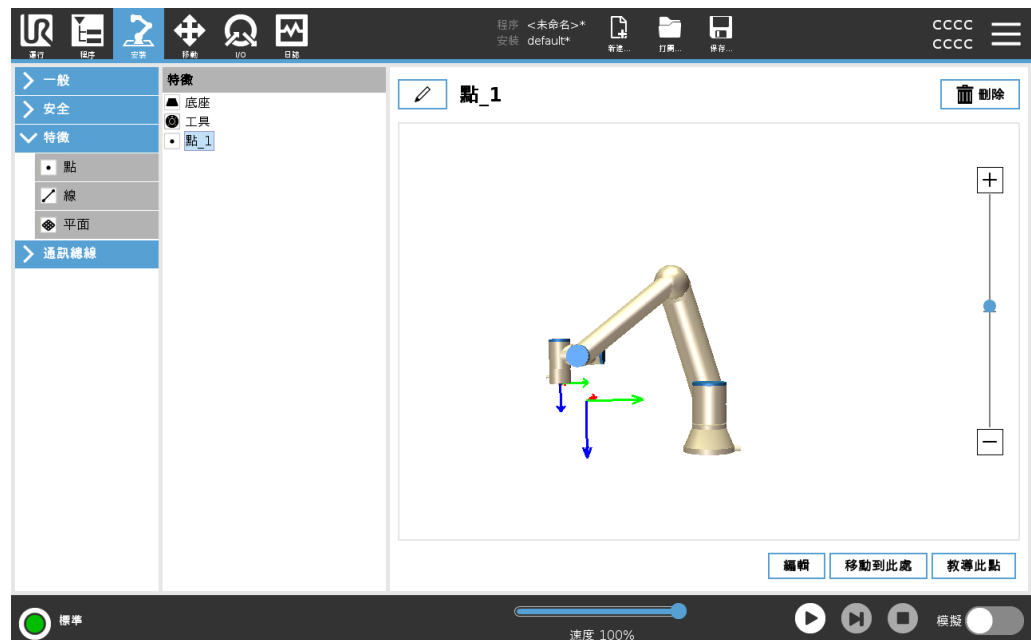 運行
程序
安裝
移動
I/O
日誌
程序 <未命名>*
安裝 default*
新建...
打開...
保存...
CCCC
CCCC
一般
安全
特徵
點
線
平面
通訊總線
特徵
底座
工具
點_1
點_1
刪除
編輯
移動到此處
教導此點
標準
速度 100%
模擬